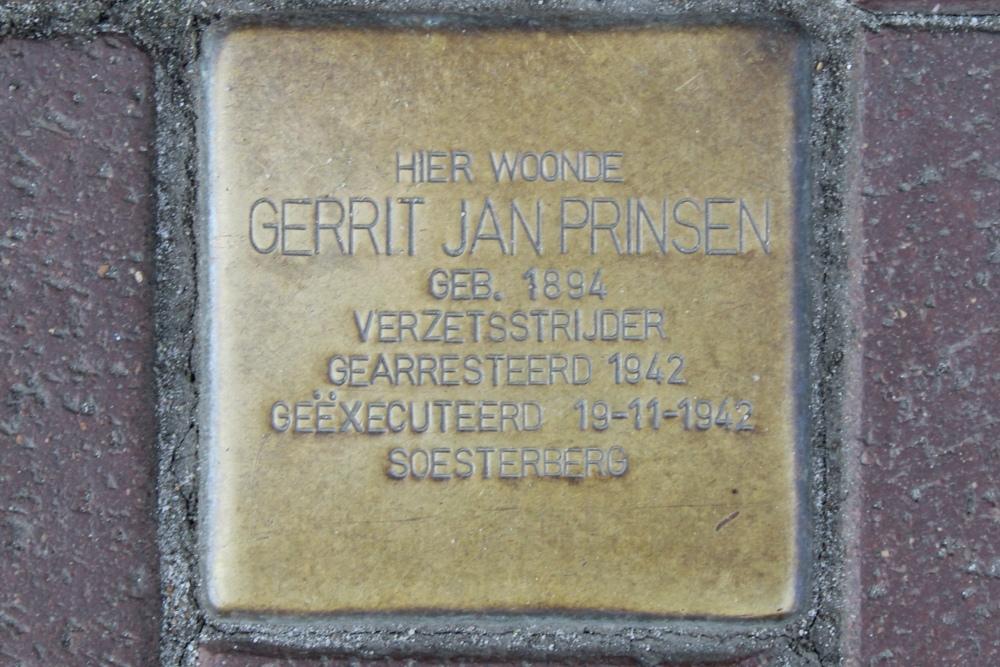 HIER WOONDE
GERRIT JAN PRINSEN
GEB. 1894
VERZETSSTRIJDER
GEARRESTEERD 1942
GEËXECUTEERD 19-11-1942
SOESTERBERG